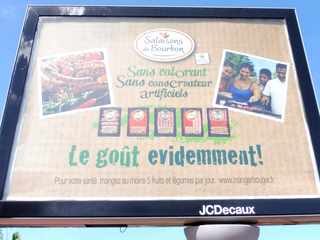 Salaisons
de Bourbon
Sans colorant
Sans conservateur
artificiels
Le goût evidemment!
Pour votre santé, mangez au moins 5 fruits et légumes par jour. www.mangerbouger.fr
JCDecaux